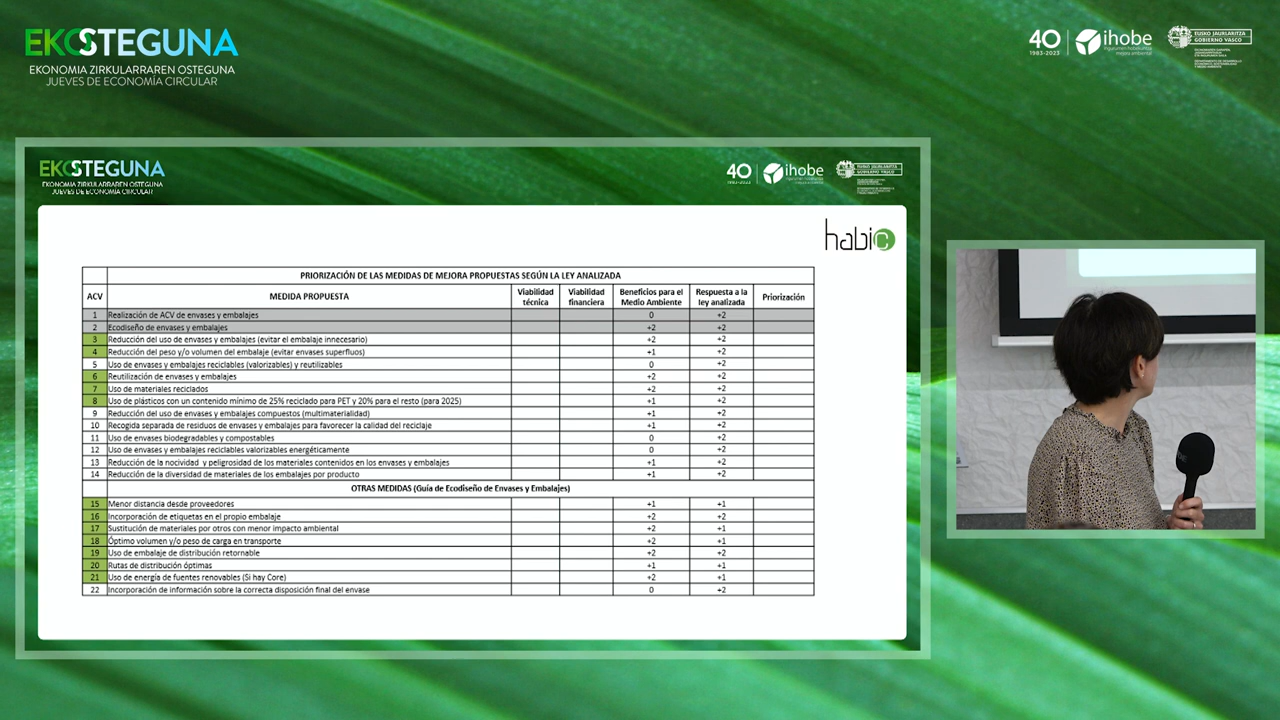 EKOSTEGUNA
EKONOMIA ZIRKULARRAREN OSTEGUNA
JUEVES DE ECONOMÍA CIRCULAR
40
1983-2023
ihobe
EUSKO JAURLARITZA
GOBIERNO VASCO
EKOSTEGUNA
EKONOMIA ZIRKULARRAREN OSTEGUNA
JUEVES DE ECONOMÍA CIRCULAR
40
1983-2023
ihobe
EUSKO JAURLARITZA
GOBIERNO VASCO
habic
PRIORIZACIÓN DE LAS MEDIDAS DE MEJORA PROPUESTAS SEGÚN LA LEY ANALIZADA
ACV MEDIDA PROPUESTA Viabilidad técnica Viabilidad financiera Beneficios para el Medio Ambiente Respuesta a la ley analizada Priorización
1 Realización de ACV de envases y embalajes 0 +2
2 Ecodiseño de envases y embalajes +2 +2
3 Reducción del uso de envases y embalajes (evitar el embalaje innecesario) +2 +2
4 Reducción del peso y/o volumen del embalaje (evitar envases superfluos) +1 +2
5 Uso de envases y embalajes reciclables (valorizables) y reutilizables 0 +2
6 Reutilización de envases y embalajes +2 +2
7 Uso de materiales reciclados +2 +2
8 Uso de plásticos con un contenido mínimo de 25% reciclado para PET y 20% para el resto (para 2025) +1 +2
9 Reducción del uso de envases y embalajes compuestos (multimaterialidad) +1 +2
10 Recogida separada de residuos de envases y embalajes para favorecer la calidad del reciclaje +1 +2
11 Uso de envases biodegradables y compostables 0 +2
12 Uso de envases y embalajes reciclables valorizables energéticamente 0 +2
13 Reducción de la nocividad y peligrosidad de los materiales contenidos en los envases y embalajes +1 +2
14 Reducción de la diversidad de materiales de los embalajes por producto +1 +2
OTRAS MEDIDAS (Guía de Ecodiseño de Envases y Embalajes)
15 Menor distancia desde proveedores +1 +1
16 Incorporación de etiquetas en el propio embalaje +2 +2
17 Sustitución de materiales por otros con menor impacto ambiental +2 +1
18 Óptimo volumen y/o peso de carga en transporte +2 +1
19 Uso de embalaje de distribución retornable +2 +2
20 Rutas de distribución óptimas +1 +1
21 Uso de energía de fuentes renovables (Si hay Core) +2 +1
22 Incorporación de información sobre la correcta disposición final del envase 0 +2